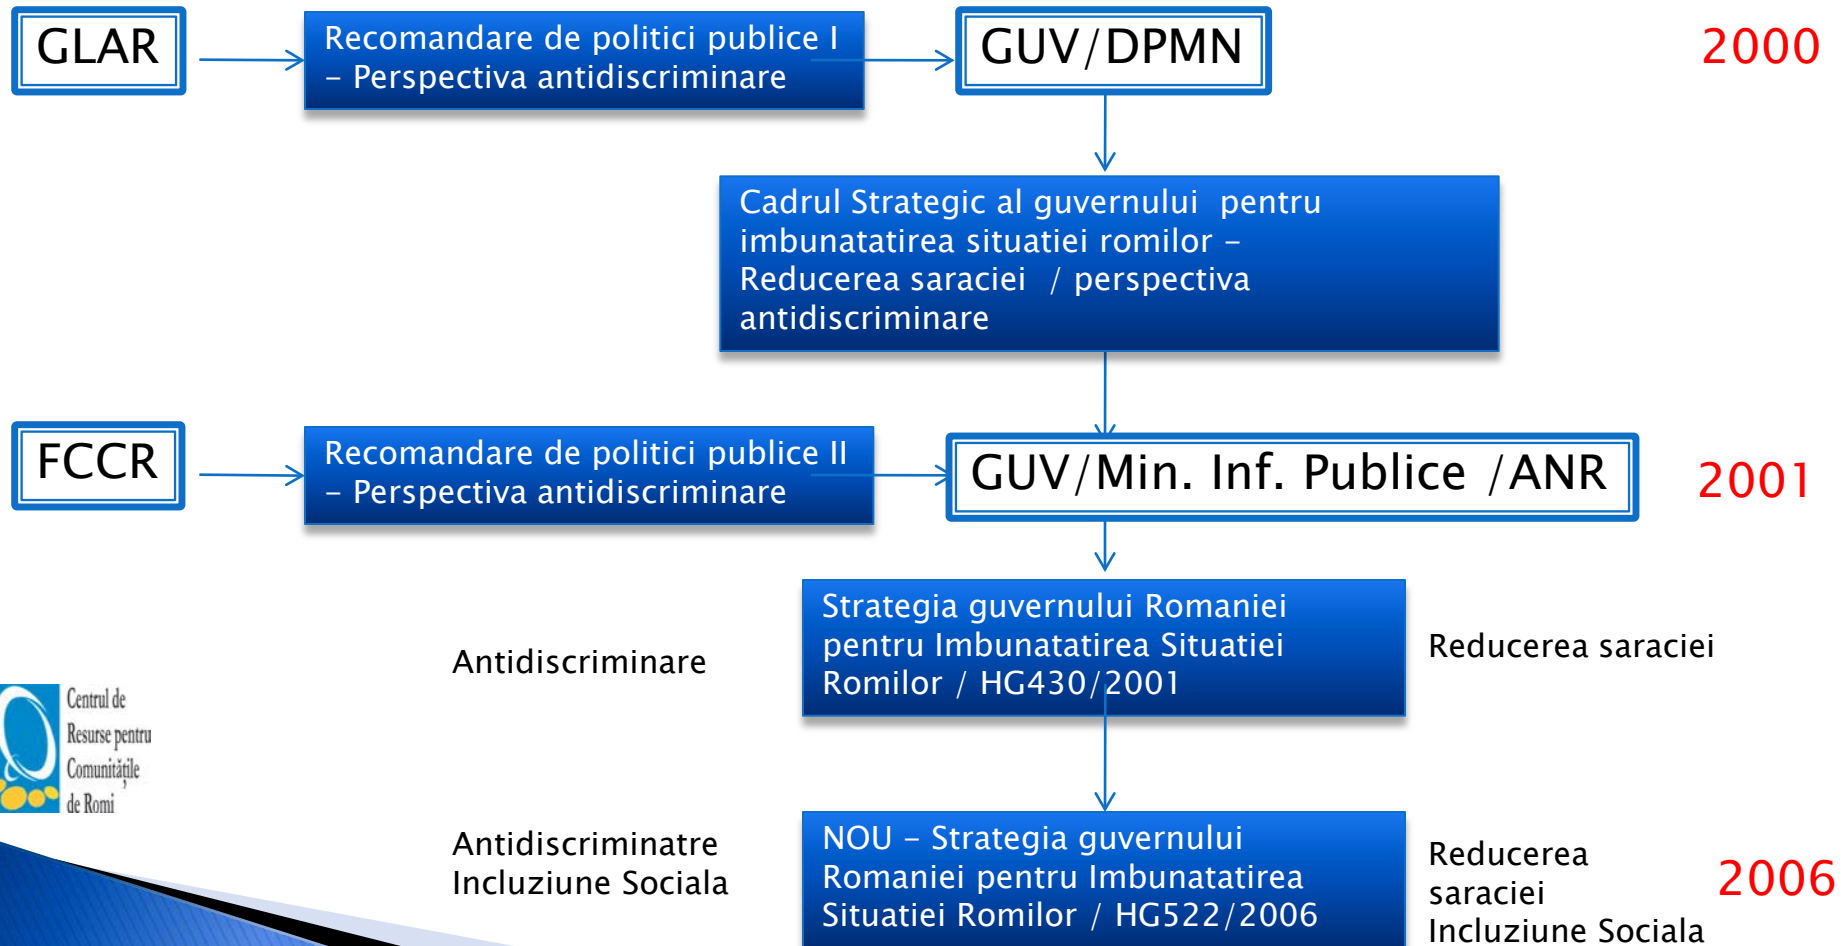 GLAR
Recomandare de politici publice I
– Perspectiva antidiscriminare
GUV/DPMN
2000
Cadrul Strategic al guvernului pentru
imbunatatirea situatiei romilor –
Reducerea saraciei / perspectiva
antidiscriminare
FCCR
Recomandare de politici publice II
– Perspectiva antidiscriminare
GUV/Min. Inf. Publice /ANR
2001
Antidiscriminare
Strategia guvernului Romaniei
pentru Imbunatatirea Situatiei
Romilor / HG430/2001
Reducerea saraciei
Centrul de
Resurse pentru
Comunitățile
de Romi
Antidiscriminatre
Incluziune Sociala
NOU – Strategia guvernului
Romaniei pentru Imbunatatirea
Situatiei Romilor / HG522/2006
Reducerea
saraciei
Incluziune Sociala
2006